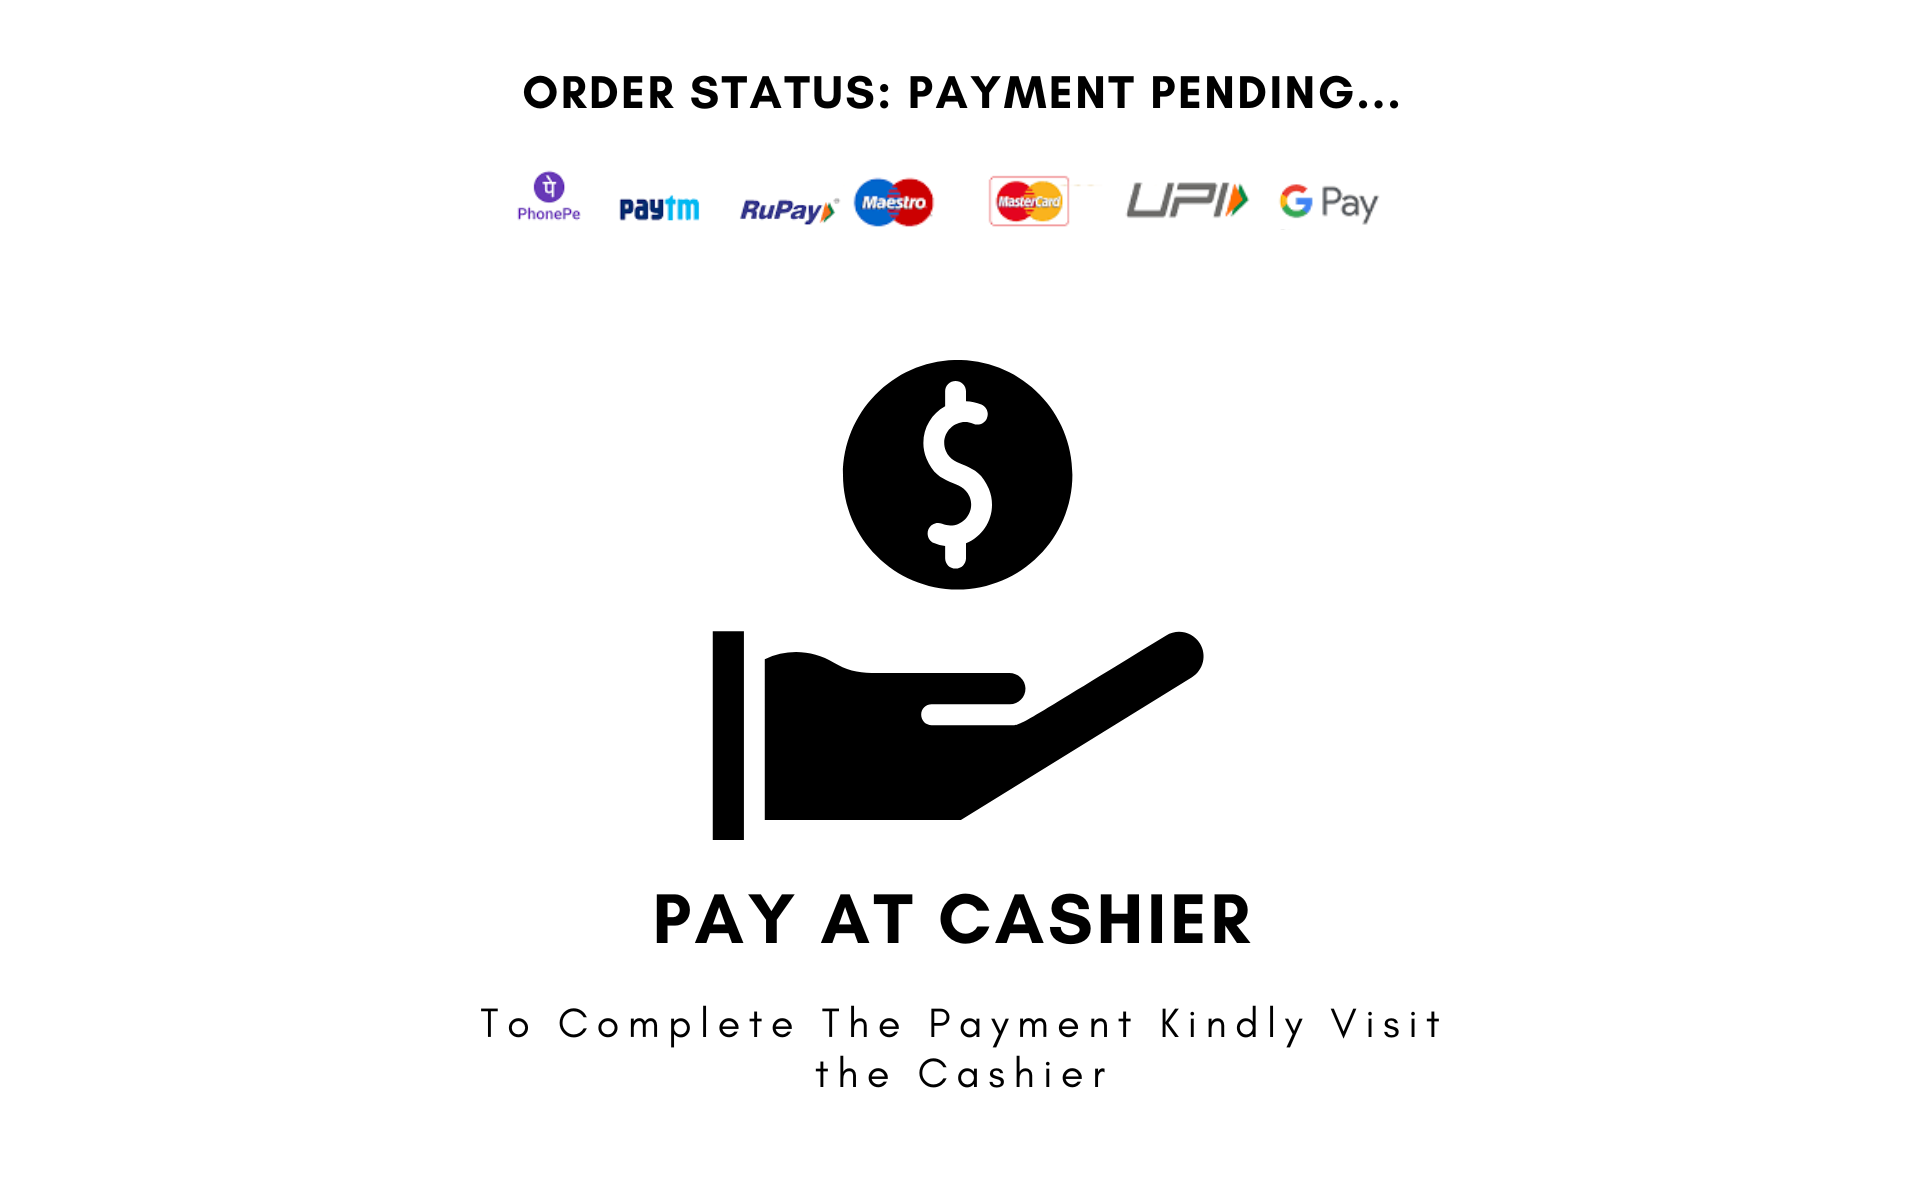 ORDER STATUS: PAYMENT PENDING...
पे
PhonePe
paytm
RuPay
Maestro
MasterCard
UPI
G Pay
$
PAY AT CASHIER
To Complete The Payment Kindly Visit
the Cashier